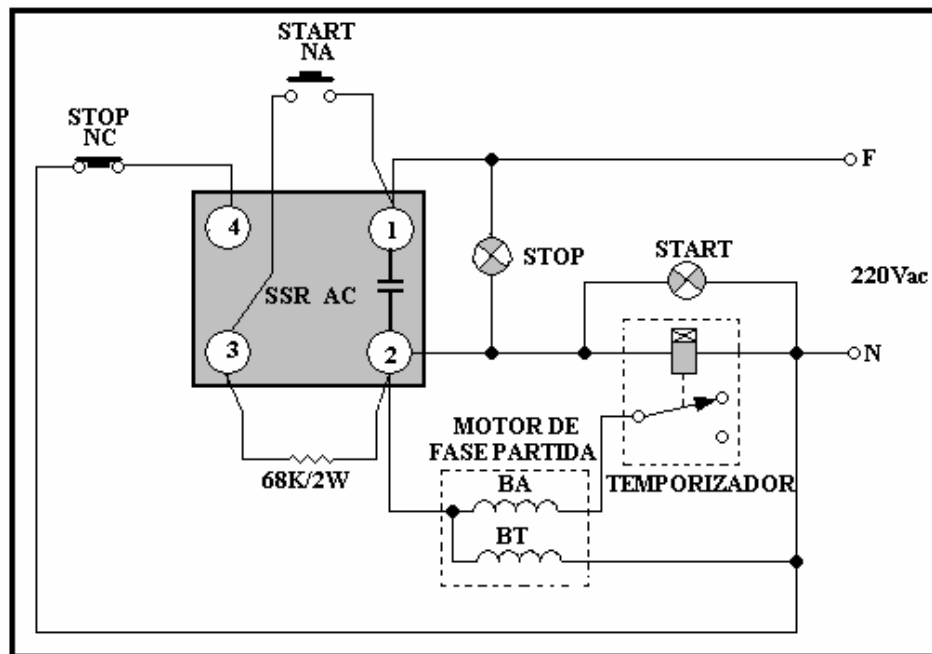 START
NA
STOP
NC
F
4
1
STOP
START
220Vac
SSR AC
3
2
N
MOTOR DE
FASE PARTIDA
68K/2W
TEMPORIZADOR
BA
BT